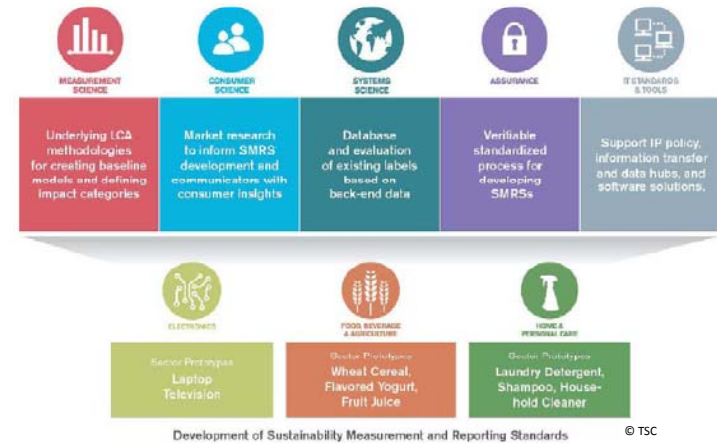 MEASUREMENT
SCIENCE
CONSUMER
SCIENCE
SYSTEMS
SCIENCE
ASSURANCE
IT STANDARDS
& TOOLS
Underlying LCA
methodologies
for creating baseline
models and defining
impact categories
Market research
to inform SMRS
development and
communicators with
consumer insights
Database
and evaluation
of existing labels
based on
back-end data
Verifiable
standardized
process for
developing
SMRSs
Support IP policy,
information transfer
and data hubs, and
software solutions.
ELECTRONICS
FOOD, BEVERAGE
& AGRICULTURE
HOME &
PERSONAL CARE
Sector Prototypes
Laptop
Television
Sector Prototypes
Wheat Cereal,
Flavored Yogurt,
Fruit Juice
Sector Prototypes
Laundry Detergent,
Shampoo, House-
hold Cleaner
Development of Sustainability Measurement and Reporting Standards
© TSC